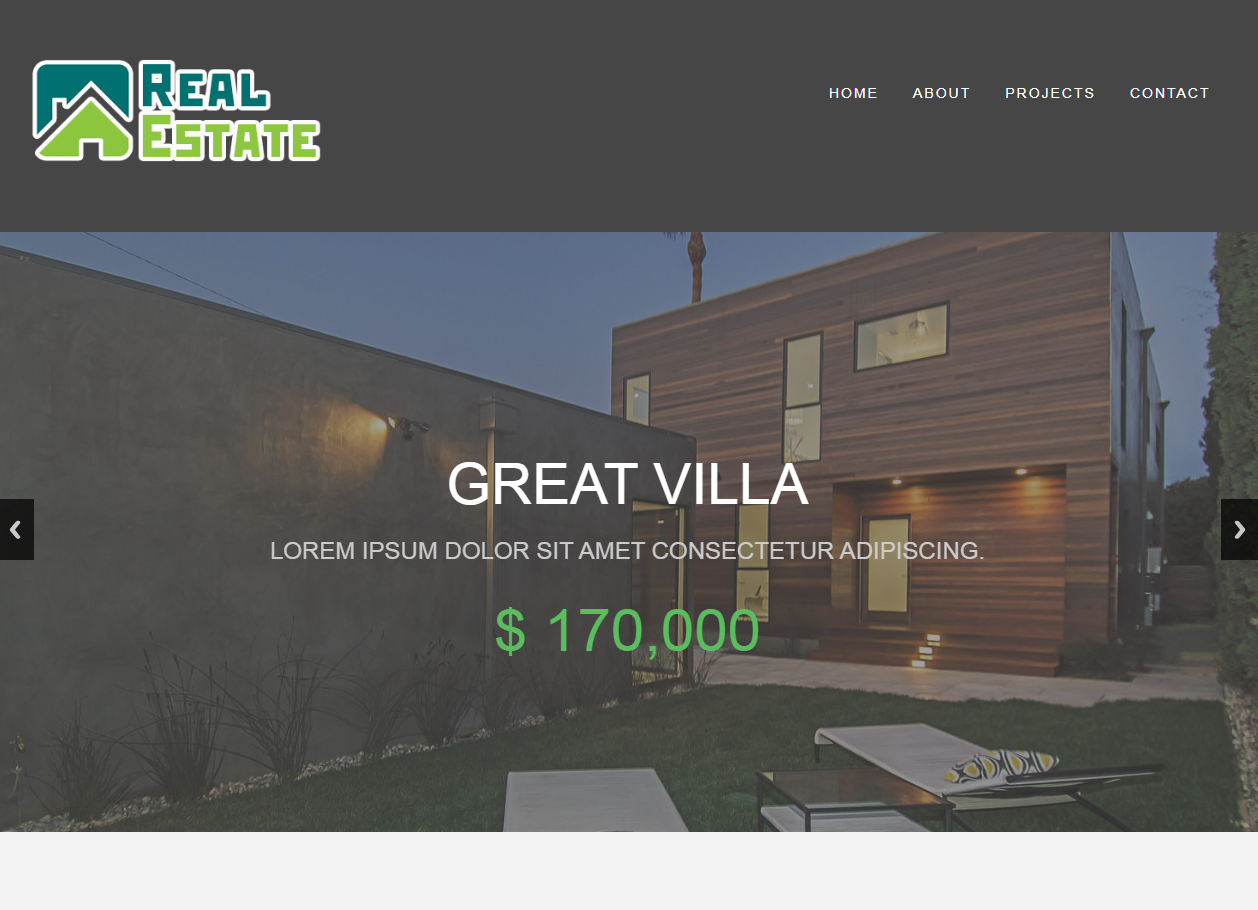 REAL
ESTATE
HOME ABOUT PROJECTS CONTACT
GREAT VILLA
LOREM IPSUM DOLOR SIT AMET CONSECTETUR ADIPISCING.
$ 170,000